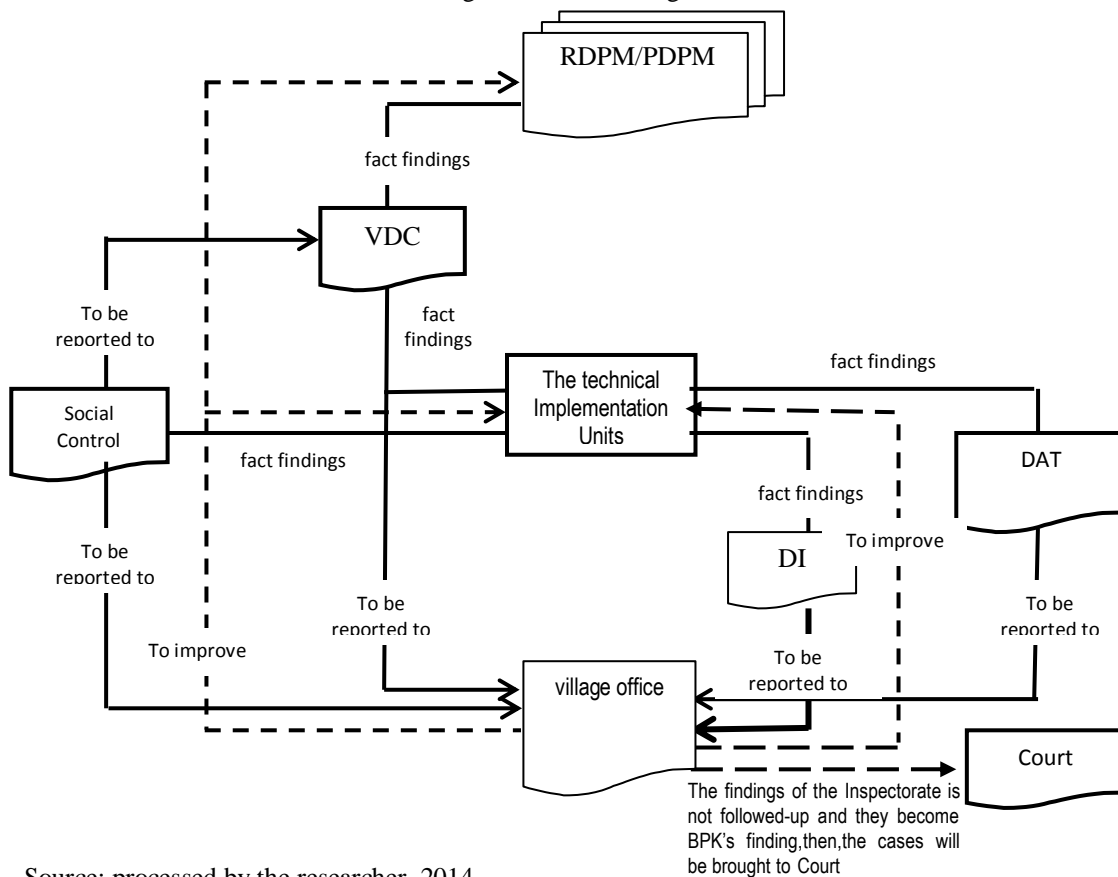 RDPM/PDPM
fact findings
VDC
To be
reported to
fact
findings
The technical
Implementation
Units
fact findings
Social
Control
fact findings
DAT
fact findings
To be
reported to
DI
To improve
To be
reported to
To be
reported to
To improve
To be
reported to
village office
Court
The findings of the Inspectorate is
not followed-up and they become
BPK's finding,then,the cases will
be brought to Court
Source: processed by the researcher, 2014